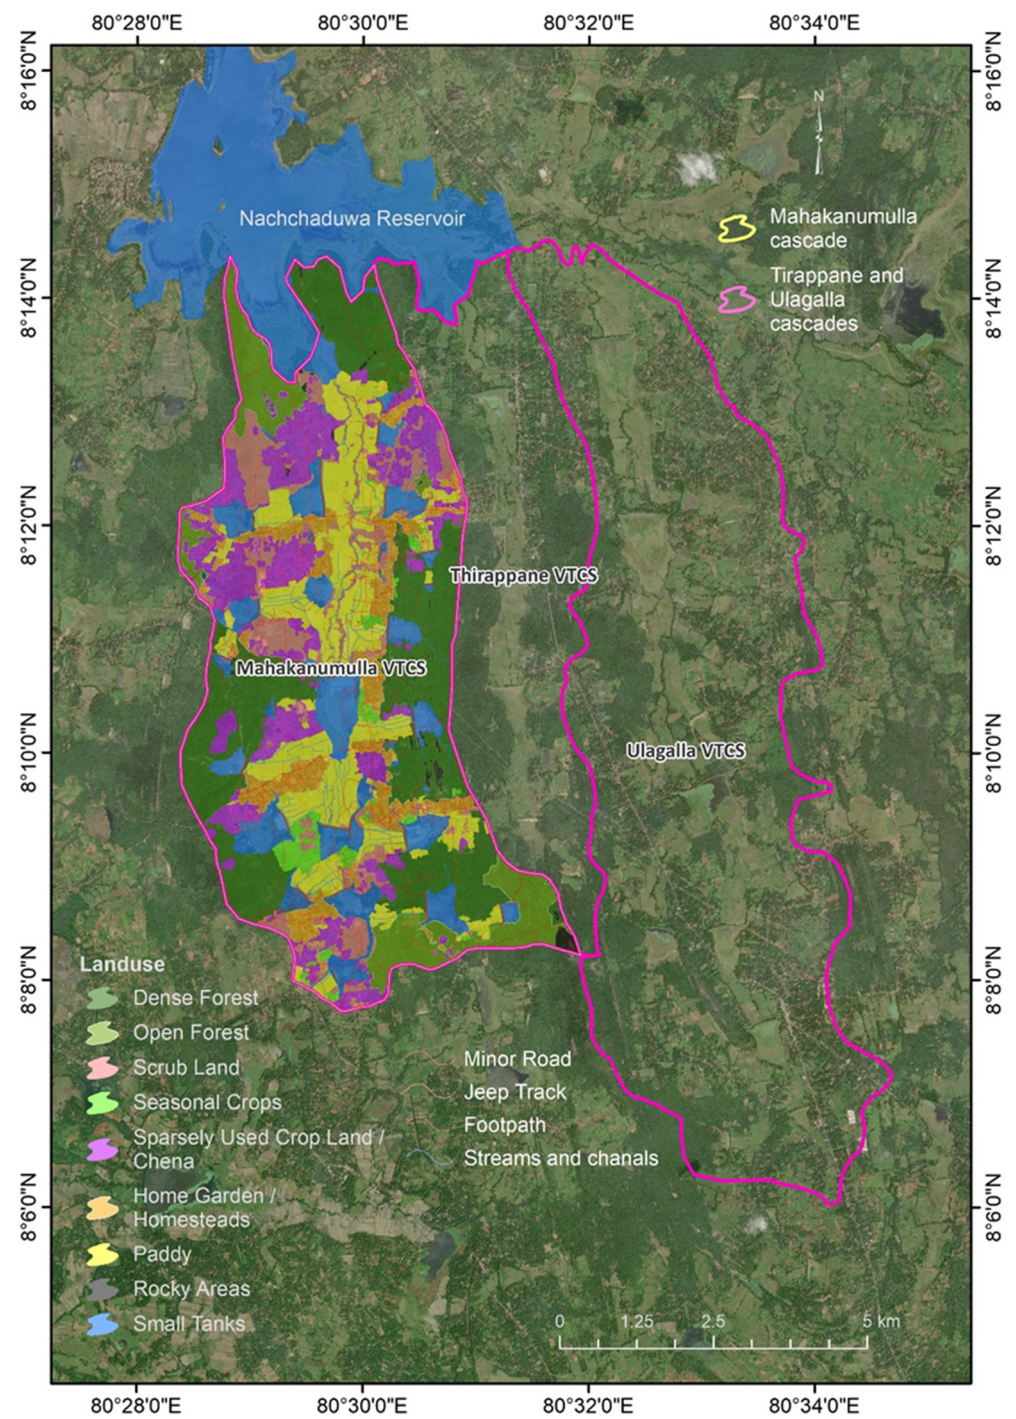 80°28'0"E 80°30'0"E 80°32'0"E 80°34'0"E
8°16'0"N
8°16'0"N
N
Nachchaduwa Reservoir
Mahakanumulla
cascade
Tirappane and
Ulagalla
cascades
8°14'0"N
8°14'0"N
8°12'0"N
8°12'0"N
Thirappane VTCS
Mahakanumulla VTCS
Ulagalla VTCS
8°10'0"N
8°10'0"N
8°8'0"N
8°8'0"N
Landuse
Dense Forest
Open Forest
Scrub Land
Seasonal Crops
Sparsely Used Crop Land /
Chena
Home Garden /
Homesteads
Paddy
Rocky Areas
Small Tanks
Minor Road
Jeep Track
Footpath
Streams and chanals
8°6'0"N
8°6'0"N
0 1.25 2.5 5 km
80°28'0"E 80°30'0"E 80°32'0"E 80°34'0"E